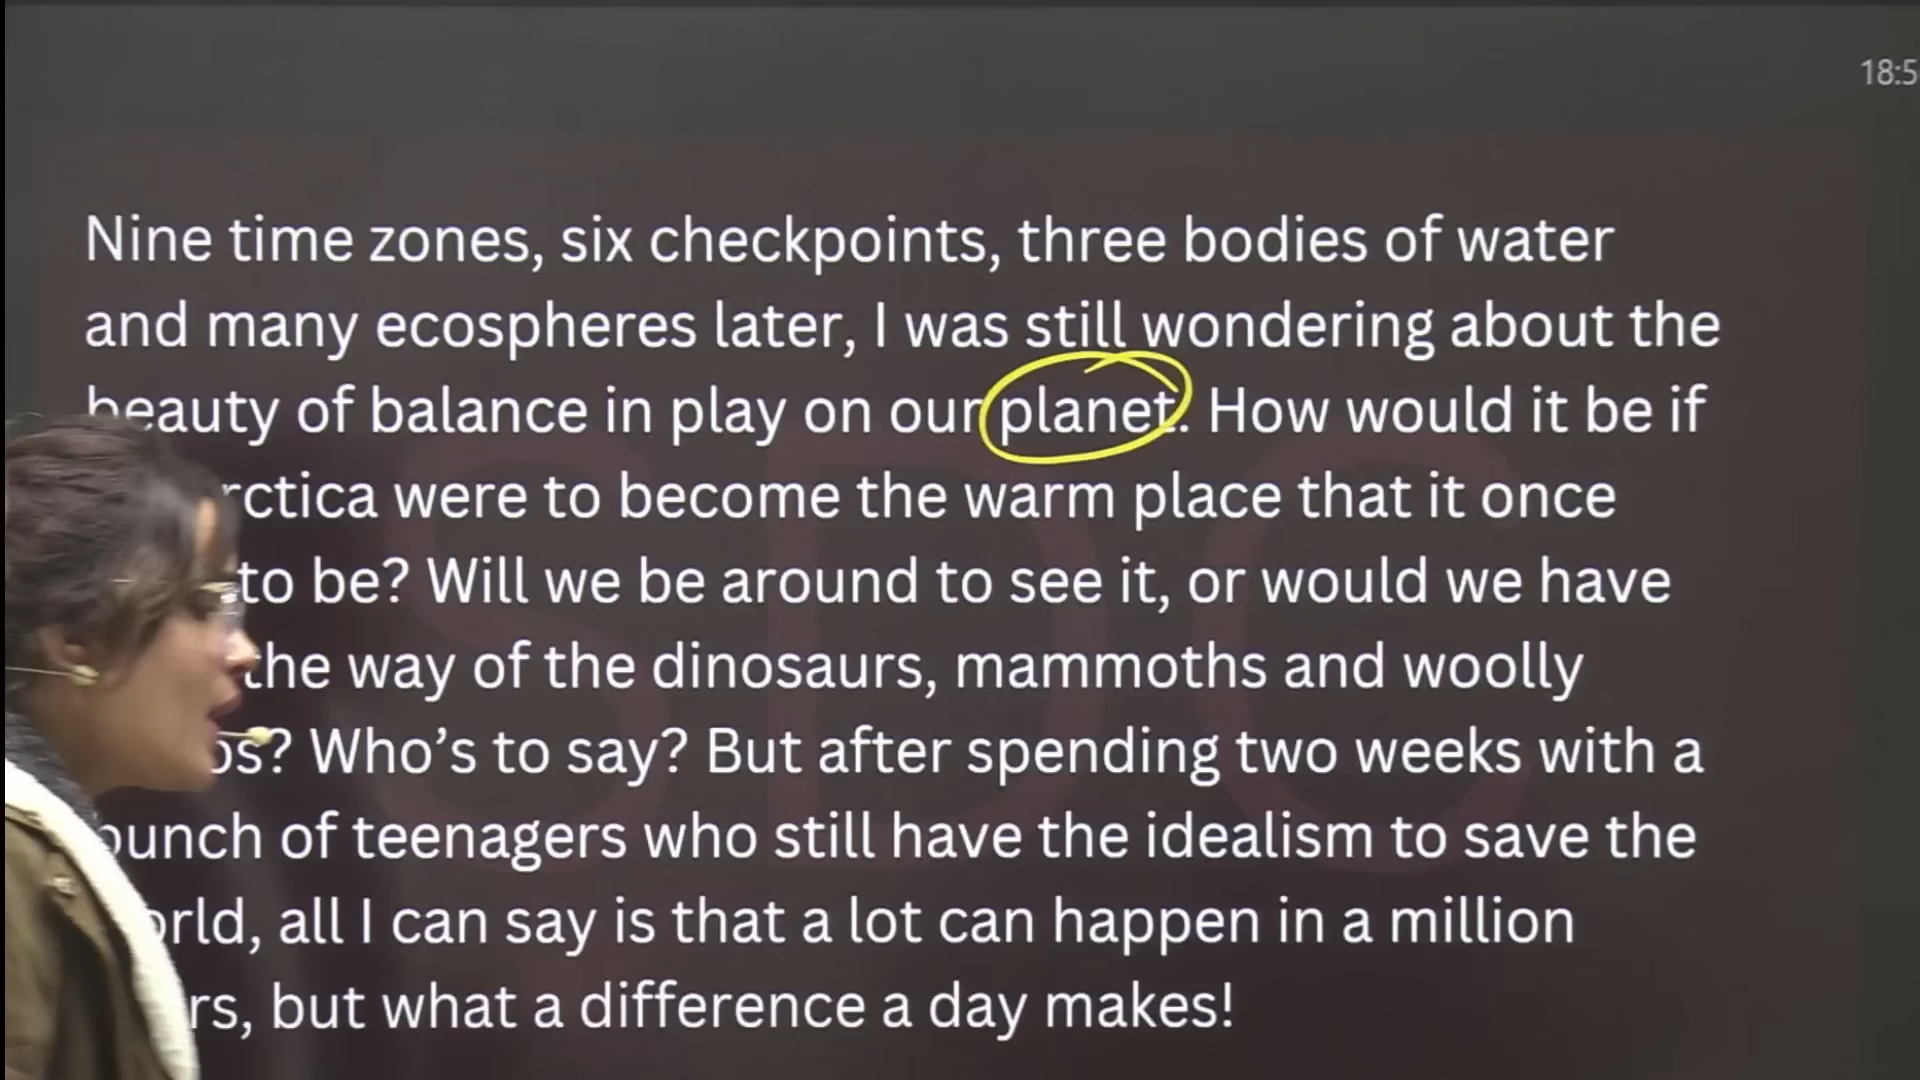 18:5
Nine time zones, six checkpoints, three bodies of water
and many ecospheres later, I was still wondering about the
beauty of balance in play on our planet. How would it be if
rctica were to become the warm place that it once
to be? Will we be around to see it, or would we have
the way of the dinosaurs, mammoths and woolly
os? Who's to say? But after spending two weeks with a
bunch of teenagers who still have the idealism to save the
orld, all I can say is that a lot can happen in a million
rs, but what a difference a day makes!